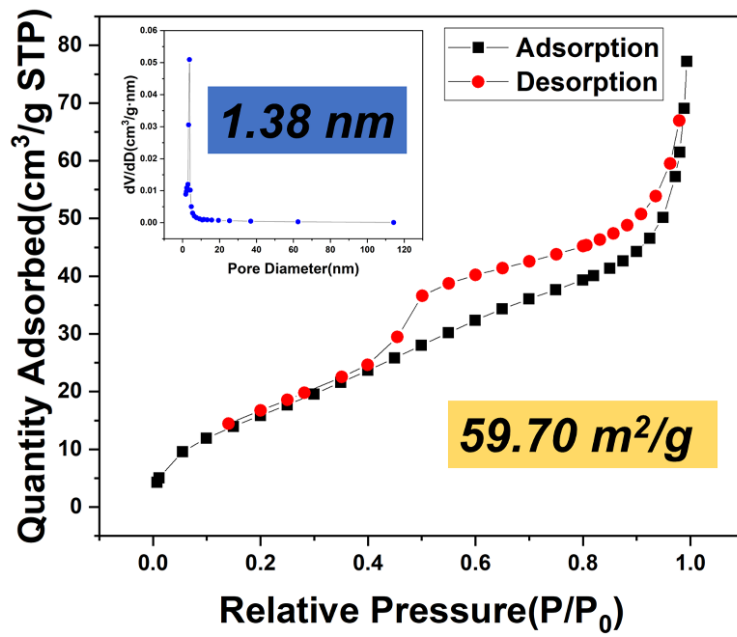 Quantity Adsorbed(cm³/g STP)
80
70
60
50
40
30
20
10
0
0.0 0.2 0.4 0.6 0.8 1.0
Relative Pressure(P/P₀)
Adsorption
Desorption
dV/dD(cm³/g·nm)
0.06
0.05
0.04
0.03
0.02
0.01
0.00
0 20 40 60 80 100 120
Pore Diameter(nm)
1.38 nm
59.70 m²/g